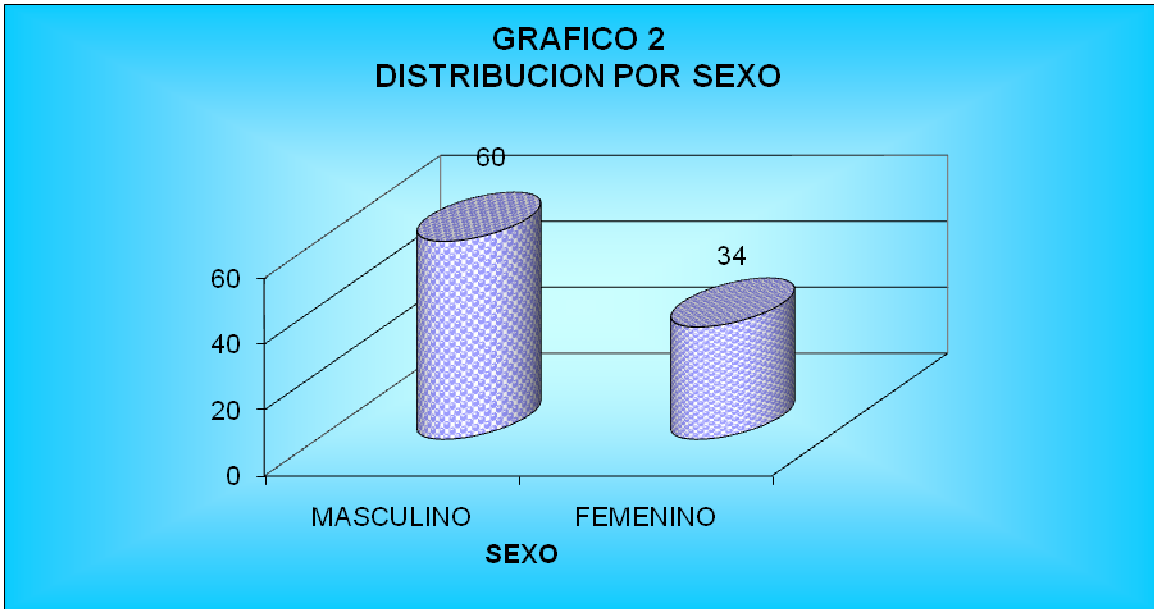 GRAFICO 2
DISTRIBUCION POR SEXO
60
34
60
40
20
0
MASCULINO FEMENINO
SEXO